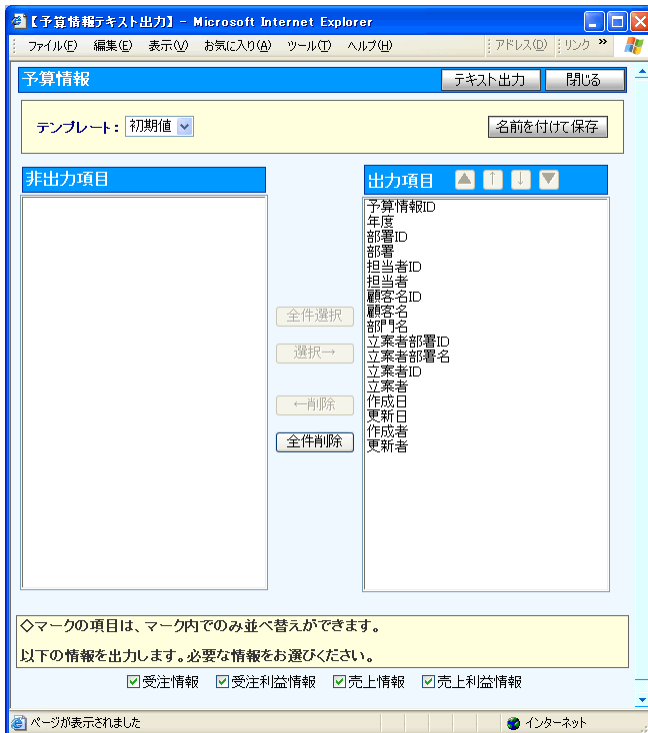 【予算情報テキスト出力】 - Microsoft Internet Explorer
ファイル(F) 編集(E) 表示(V) お気に入り(A) ツール(T) ヘルプ(H) アドレス(D) リンク »
予算情報 テキスト出力 閉じる
テンプレート： 初期値 名前を付けて保存
非出力項目
出力項目 ▲ ↑ ↓ ▼
予算情報ID
年度
部署ID
部署
担当者ID
担当者
顧客名ID
顧客名
部門名
立案者部署ID
立案者部署名
立案者ID
立案者
作成日
更新日
作成者
更新者
全件選択
選択→
←削除
全件削除
◇マークの項目は、マーク内でのみ並べ替えができます。
以下の情報を出力します。必要な情報をお選びください。
受注情報 受注利益情報 売上情報 売上利益情報
ページが表示されました インターネット